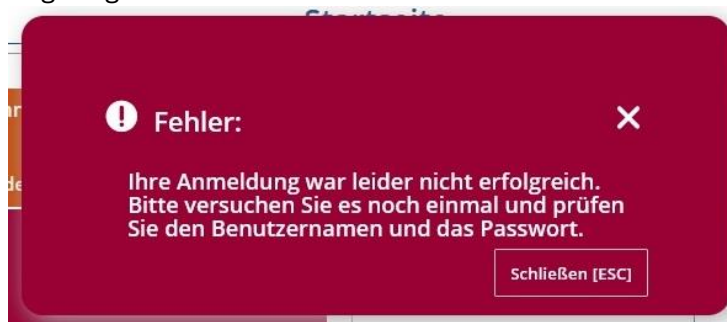 Startseite
Fehler:
Ihre Anmeldung war leider nicht erfolgreich.
Bitte versuchen Sie es noch einmal und prüfen
Sie den Benutzernamen und das Passwort.
Schließen [ESC]